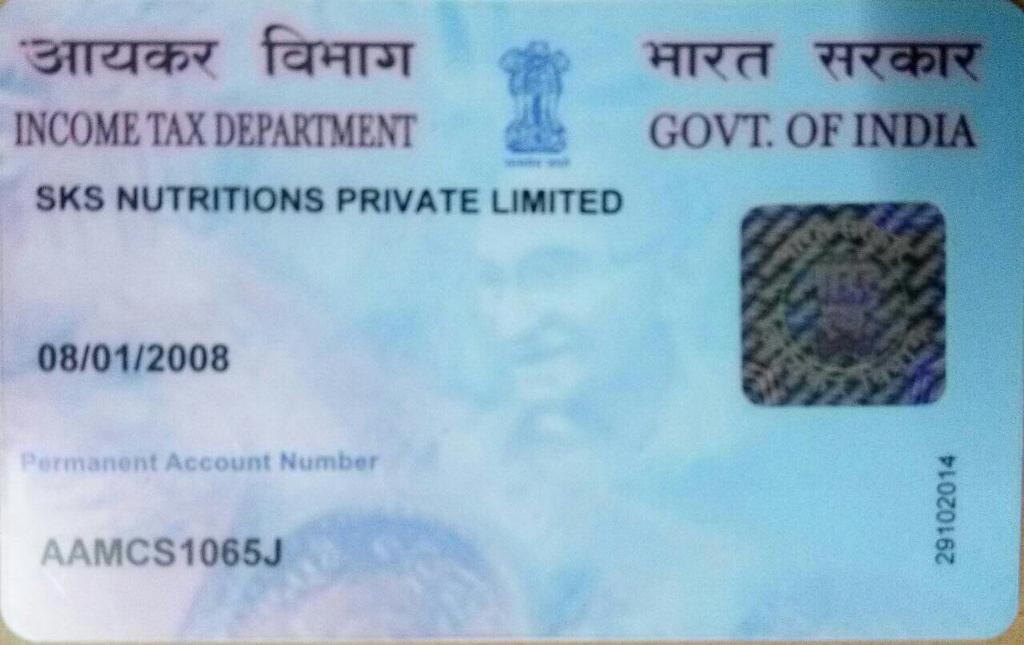 आयकर विभाग
INCOME TAX DEPARTMENT
भारत सरकार
GOVT. OF INDIA
SKS NUTRITIONS PRIVATE LIMITED
08/01/2008
Permanent Account Number
AAMCS1065J
29102014